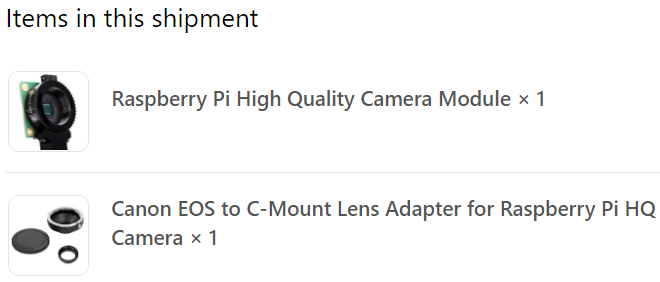 Items in this shipment
Raspberry Pi High Quality Camera Module × 1
Canon EOS to C-Mount Lens Adapter for Raspberry Pi HQ
Camera × 1